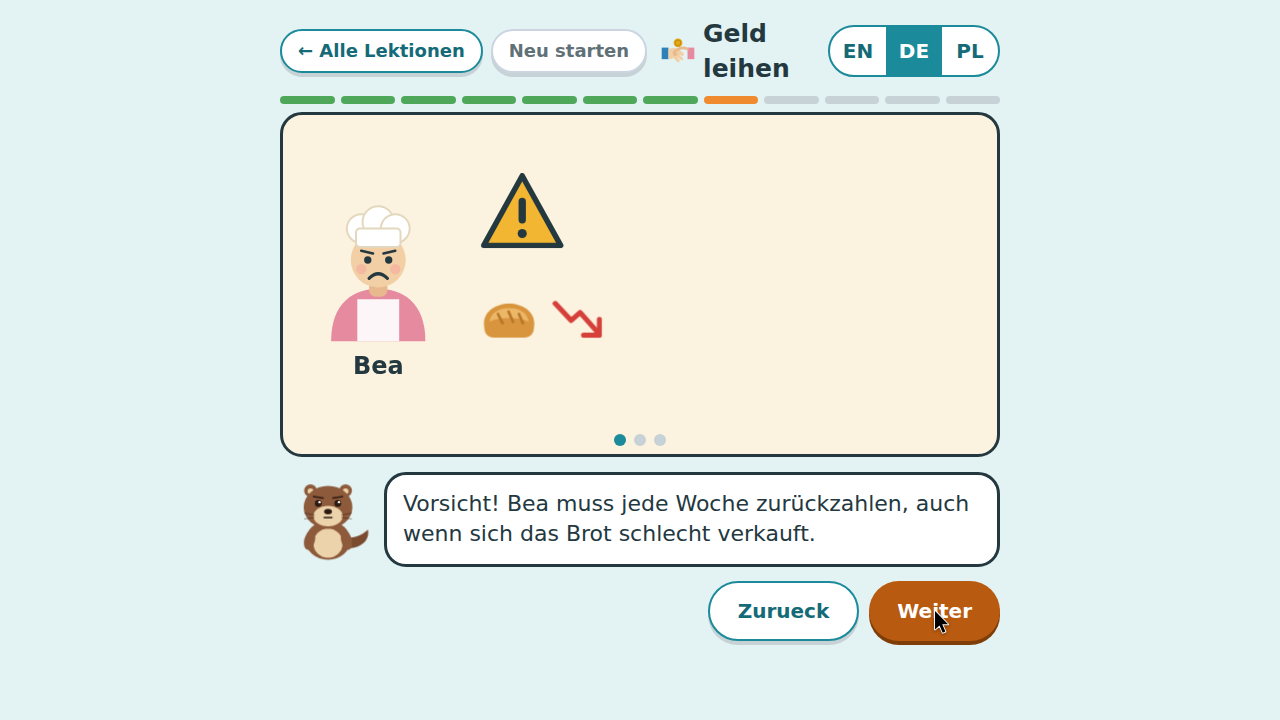 ← Alle Lektionen
Neu starten
Geld
leihen
EN DE PL
Bea
Vorsicht! Bea muss jede Woche zurückzahlen, auch
wenn sich das Brot schlecht verkauft.
Zurueck
Weiter